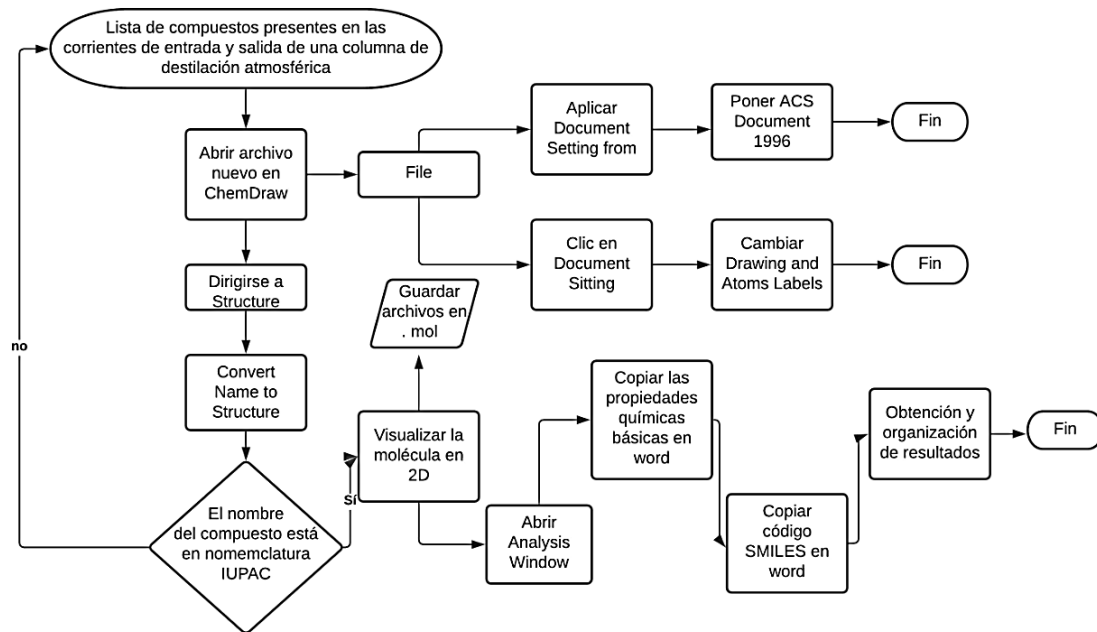 Lista de compuestos presentes en las
corrientes de entrada y salida de una columna de
destilación atmosférica
Abrir archivo
nuevo en
ChemDraw
File
Aplicar
Document
Setting from
Poner ACS
Document
1996
Fin
Clic en
Document
Sitting
Cambiar
Drawing and
Atoms Labels
Fin
Dirigirse a
Structure
Guardar
archivos en
. mol
no
Convert
Name to
Structure
Visualizar la
molécula en
2D
Sí
El nombre
del compuesto está
en nomemclatura
IUPAC
Abrir
Analysis
Window
Copiar las
propiedades
químicas
básicas en
word
Copiar
código
SMILES en
word
Obtención y
organización
de resultados
Fin